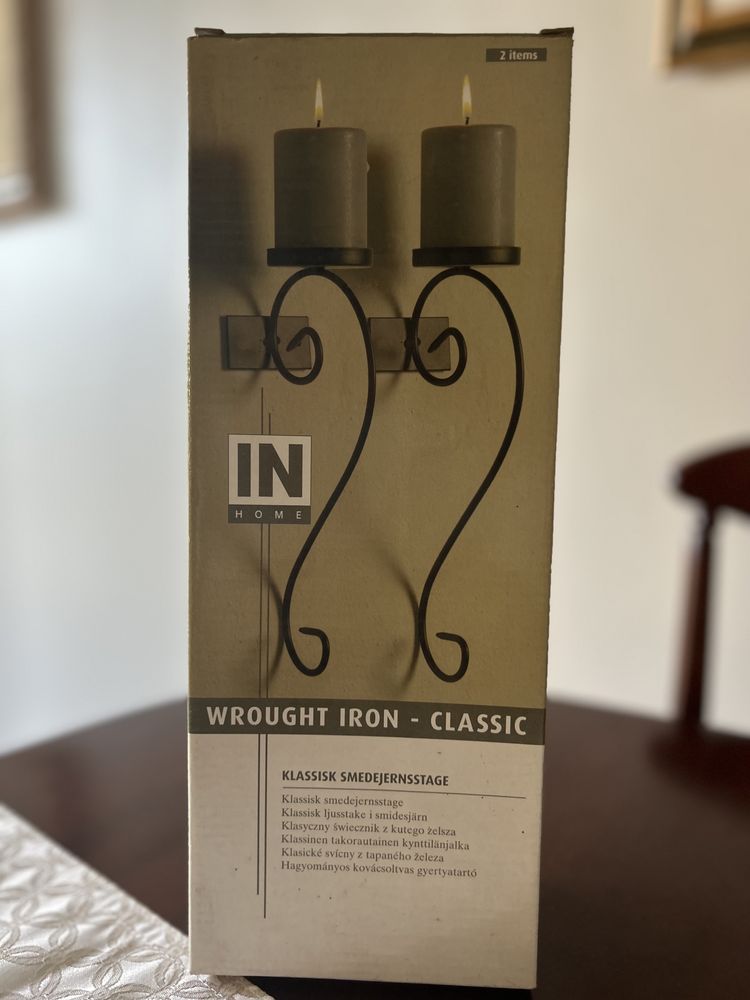 2 items
IN
HOME
WROUGHT IRON - CLASSIC
KLASSISK SMEDEJERNSSTAGE
Klassisk smedejernsstage
Klassisk ljusstake i smidesjärn
Klasyczny świecznik z kutego żelsza
Klassinen takorautainen kynttilänjalka
Klasické svícny z tapaného železa
Hagyományos kovácsoltvas gyertyatartó